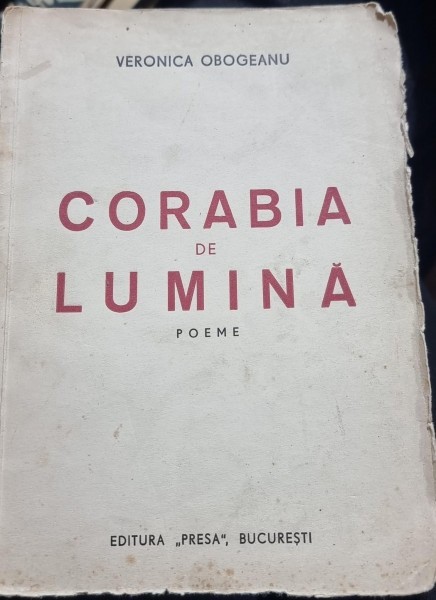 VERONICA OBOGEANU
CORABIA
DE
LUMINĂ
POEME
EDITURA „PRESA“, BUCUREȘTI